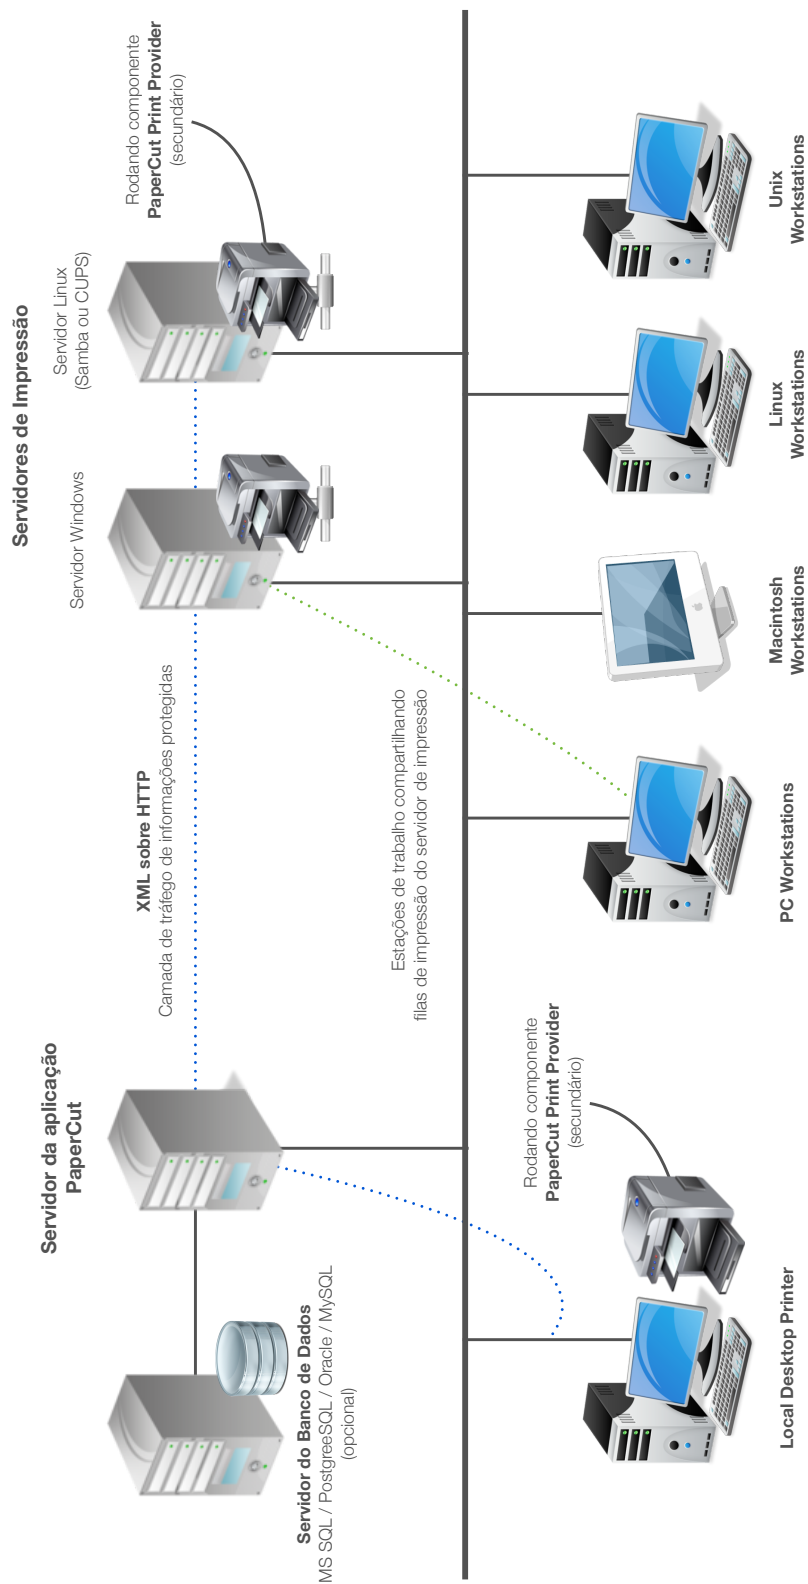 Servidor da aplicação
PaperCut
Servidores de Impressão
Servidor Windows
Servidor Linux
(Samba ou CUPS)
Rodando componente
PaperCut Print Provider
(secundário)
XML sobre HTTP
Camada de tráfego de informações protegidas
Servidor do Banco de Dados
MS SQL / PostgreeSQL / Oracle / MySQL
(opcional)
Estações de trabalho compartilhando
filas de impressão do servidor de impressão
Rodando componente
PaperCut Print Provider
(secundário)
Local Desktop Printer
PC Workstations
Macintosh
Workstations
Linux
Workstations
Unix
Workstations